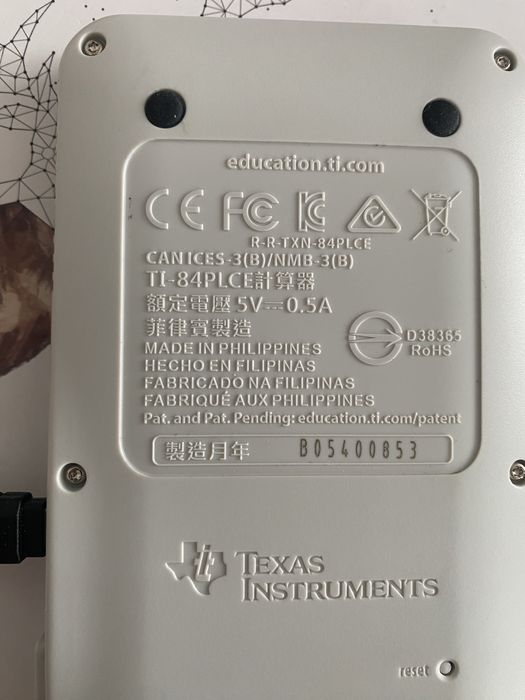 education.ti.com
CE FC
R-R-TXN-84PLCE
CAN ICES-3(B)/NMB-3(B)
TI-84PLCE計算器
額定電壓 5V⎓0.5A
菲律賓製造
D38365
RoHS
MADE IN PHILIPPINES
HECHO EN FILIPINAS
FABRICADO NA FILIPINAS
FABRIQUÉ AUX PHILIPPINES
Pat. and Pat. Pending: education.ti.com/patent
製造月年 B05400853
TEXAS
INSTRUMENTS
reset